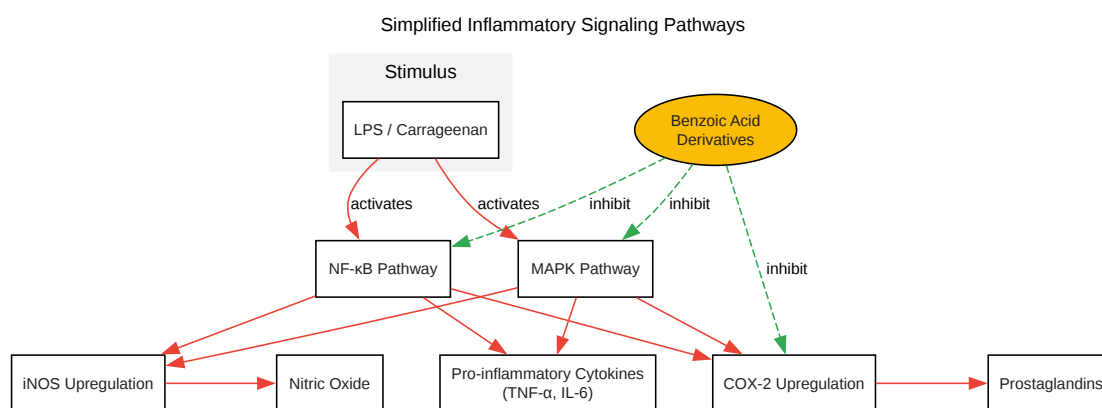 Simplified Inflammatory Signaling Pathways
Stimulus
LPS / Carrageenan
Benzoic Acid
Derivatives
activates
activates
inhibit
inhibit
NF-κB Pathway
MAPK Pathway
inhibit
iNOS Upregulation
Nitric Oxide
Pro-inflammatory Cytokines
(TNF-α, IL-6)
COX-2 Upregulation
Prostaglandins